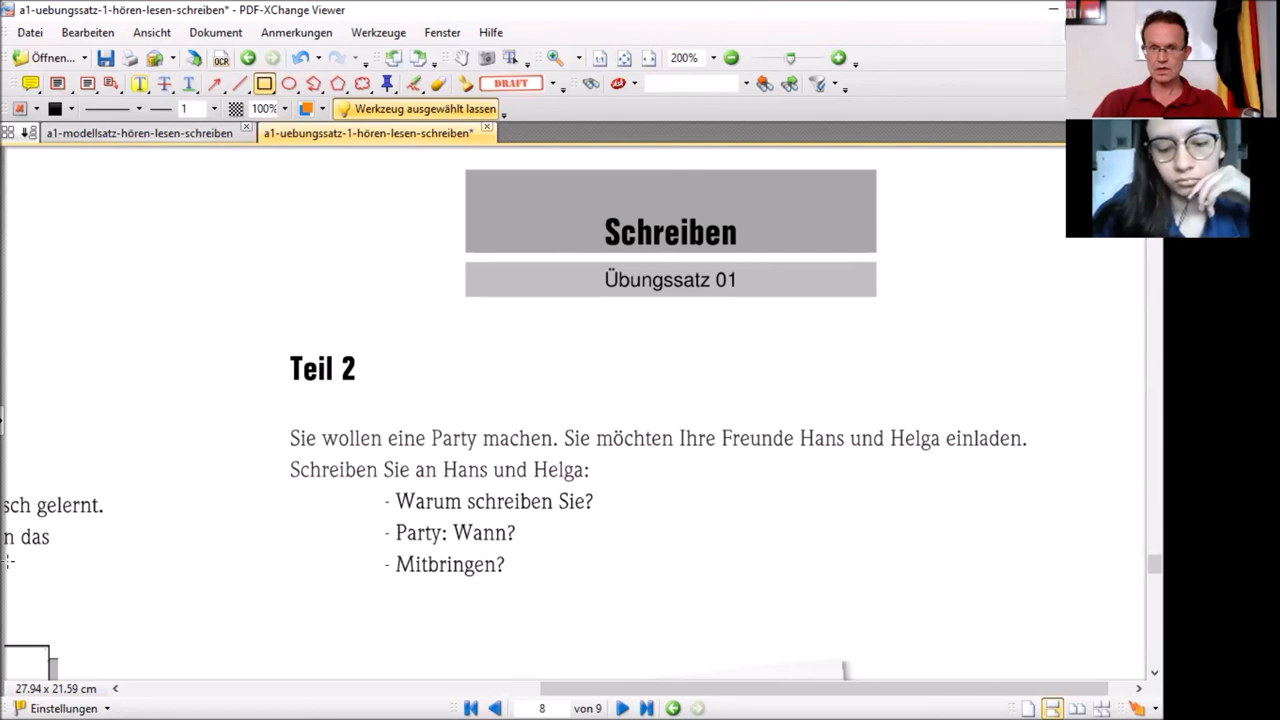 a1-uebungssatz-1-hören-lesen-schreiben* - PDF-XChange Viewer
Datei Bearbeiten Ansicht Dokument Anmerkungen Werkzeuge Fenster Hilfe
Öffnen... OCR 200%
DRAFT
1 100% Werkzeug ausgewählt lassen
a1-modellsatz-hören-lesen-schreiben a1-uebungssatz-1-hören-lesen-schreiben*
Schreiben
Übungssatz 01
Teil 2
Sie wollen eine Party machen. Sie möchten Ihre Freunde Hans und Helga einladen.
Schreiben Sie an Hans und Helga:
- Warum schreiben Sie?
- Party: Wann?
- Mitbringen?
sch gelernt.
n das
27.94 x 21.59 cm
Einstellungen 8 von 9